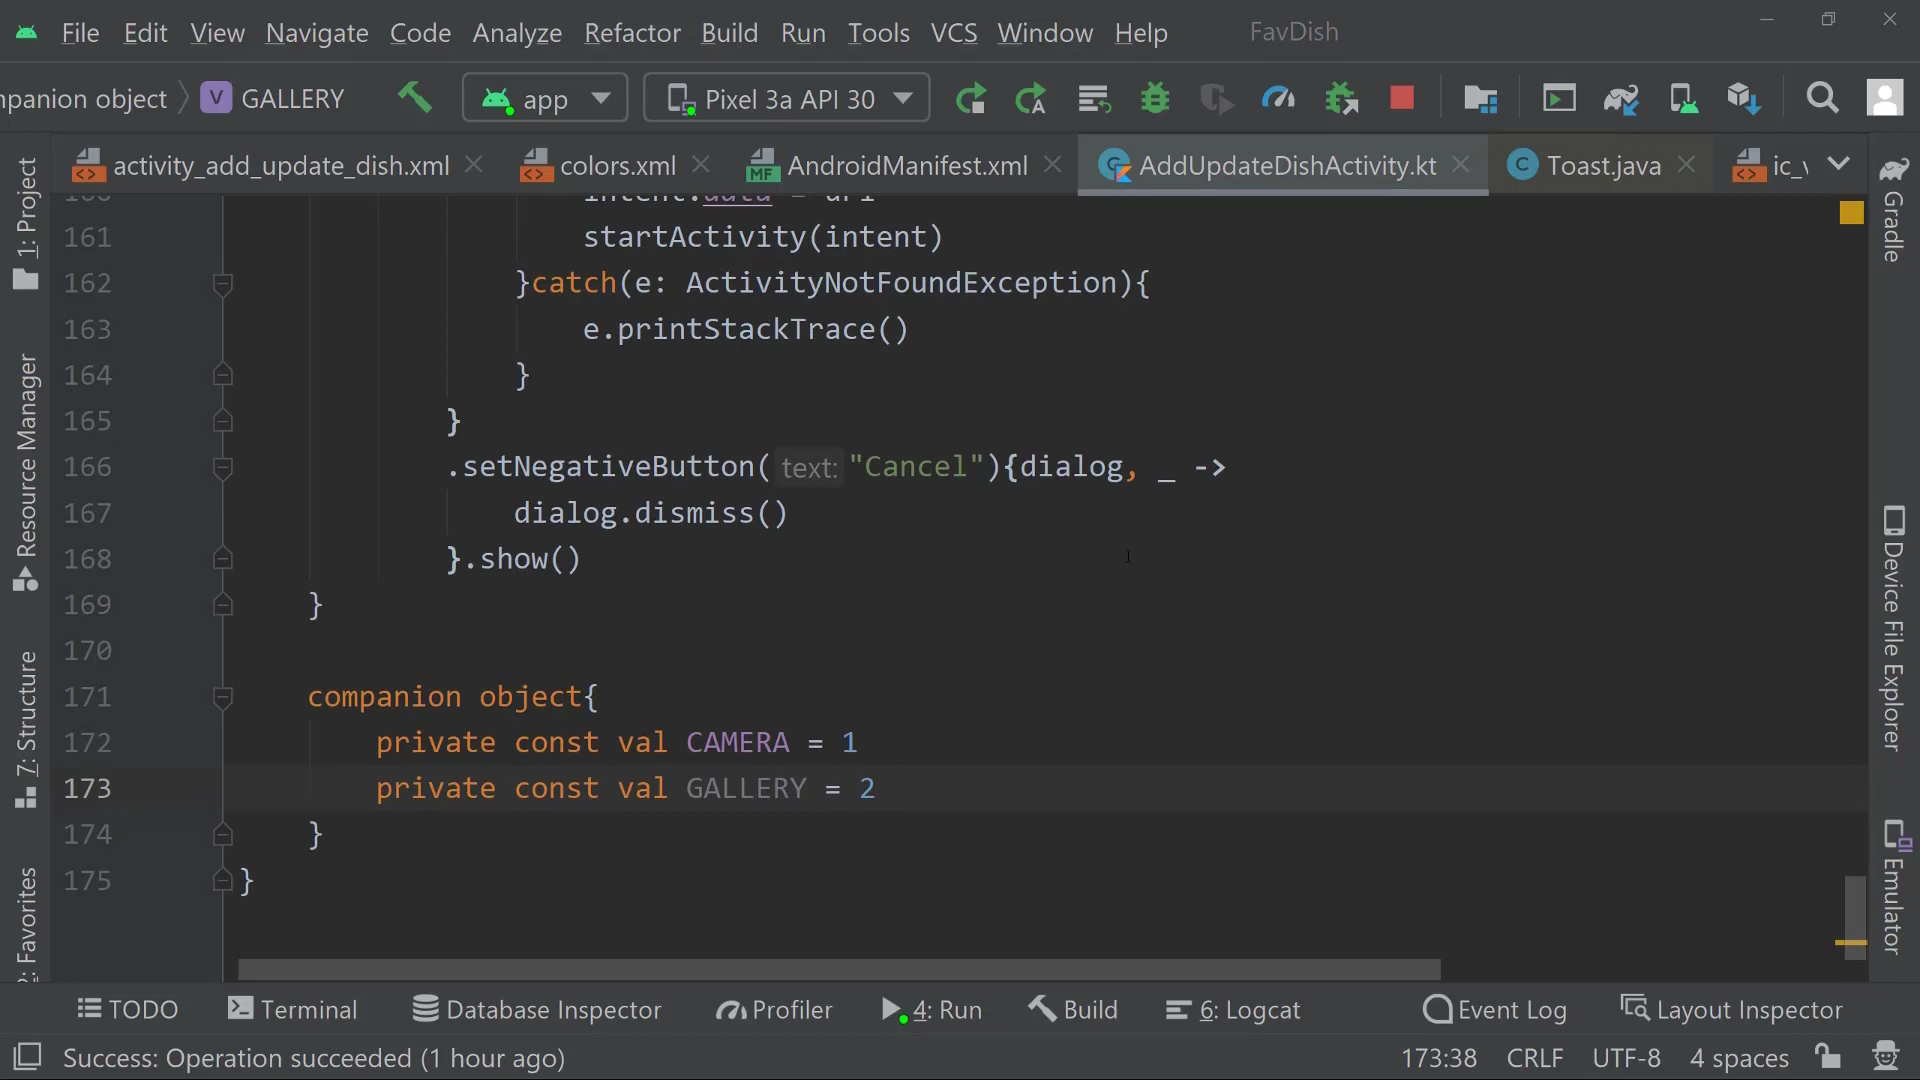 File Edit View Navigate Code Analyze Refactor Build Run Tools VCS Window Help FavDish
panion object V GALLERY app Pixel 3a API 30
activity_add_update_dish.xml colors.xml AndroidManifest.xml AddUpdateDishActivity.kt Toast.java ic_v
intent.data = uri
161 startActivity(intent)
162 }catch(e: ActivityNotFoundException){
163 e.printStackTrace()
164 }
165 }
166 .setNegativeButton( text: "Cancel"){dialog, _ ->
167 dialog.dismiss()
168 }.show()
169 }
170
171 companion object{
172 private const val CAMERA = 1
173 private const val GALLERY = 2
174 }
175 }
1: Project
Resource Manager
7: Structure
: Favorites
Gradle
Device File Explorer
Emulator
TODO Terminal Database Inspector Profiler 4: Run Build 6: Logcat Event Log Layout Inspector
Success: Operation succeeded (1 hour ago) 173:38 CRLF UTF-8 4 spaces